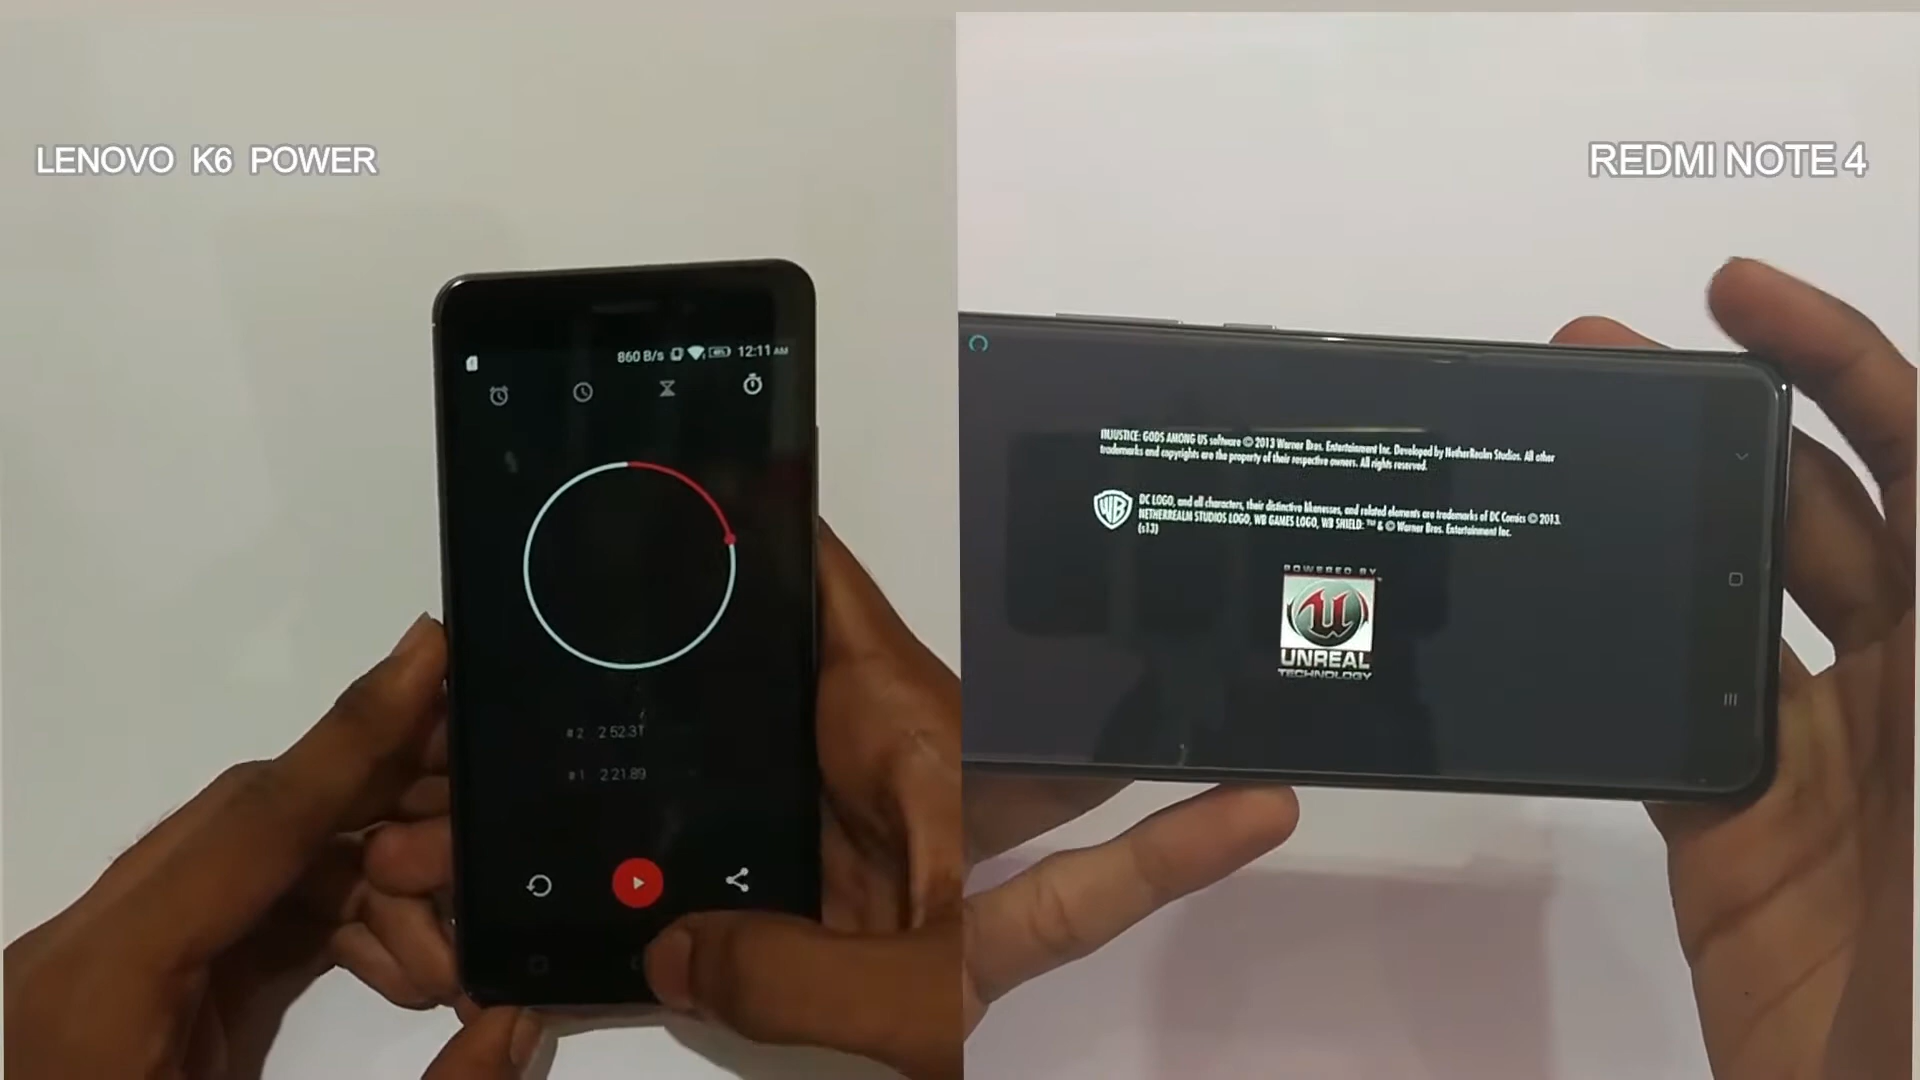 LENOVO K6 POWER
REDMI NOTE 4
860 B/s 12:11 AM
#2 2 52.31
#1 2 21.89
INJUSTICE: GODS AMONG US software © 2013 Warner Bros. Entertainment Inc. Developed by NetherRealm Studios. All other
trademarks and copyrights are the property of their respective owners. All rights reserved.
WB
DC LOGO, and all characters, their distinctive likenesses, and related elements are trademarks of DC Comics © 2013.
NETHERREALM STUDIOS LOGO, WB GAMES LOGO, WB SHIELD: ™ & © Warner Bros. Entertainment Inc.
(s13)
POWERED BY
UNREAL
TECHNOLOGY